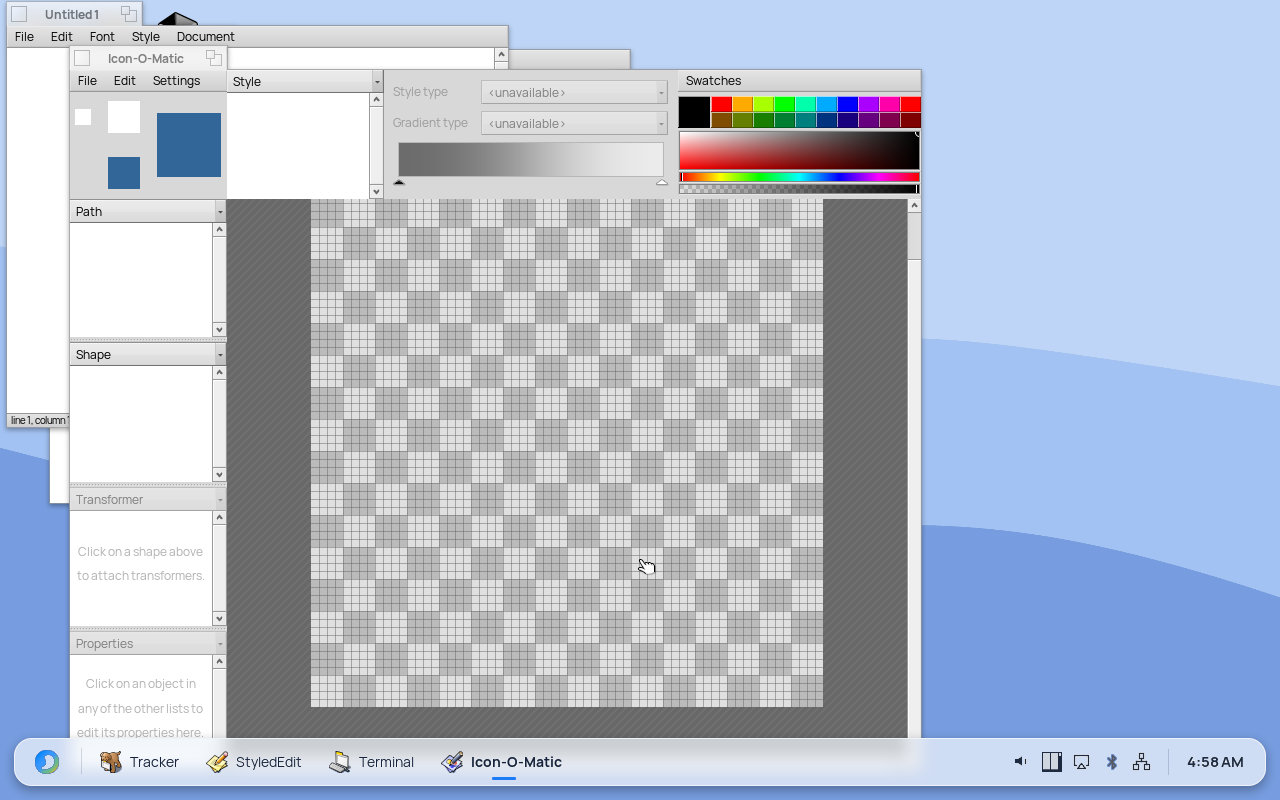 Untitled1
File Edit Font Style Document
Icon-O-Matic
File Edit Settings
Style
Style type <unavailable>
Gradient type <unavailable>
Swatches
Path
Shape
Transformer
Click on a shape above
to attach transformers.
Properties
Click on an object in
any of the other lists to
edit its properties here.
line 1, column
Tracker
StyledEdit
Terminal
Icon-O-Matic
4:58 AM